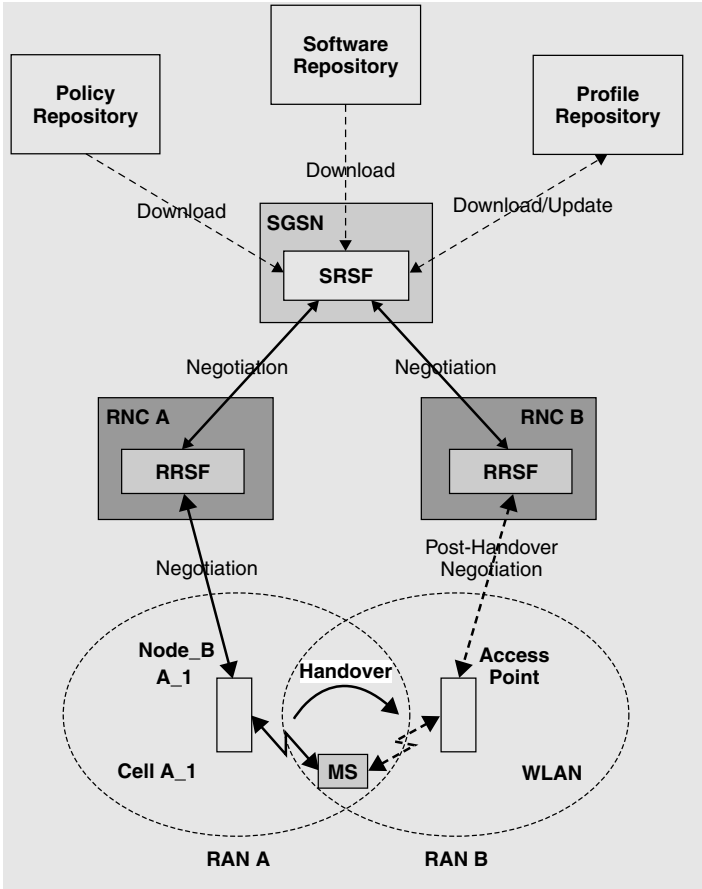 Software
Repository
Policy
Repository
Profile
Repository
Download
Download
Download/Update
SGSN
SRSF
Negotiation
Negotiation
RNC A
RNC B
RRSF
RRSF
Negotiation
Post-Handover
Negotiation
Node_B
A_1
Handover
Access
Point
Cell A_1
MS
WLAN
RAN A
RAN B